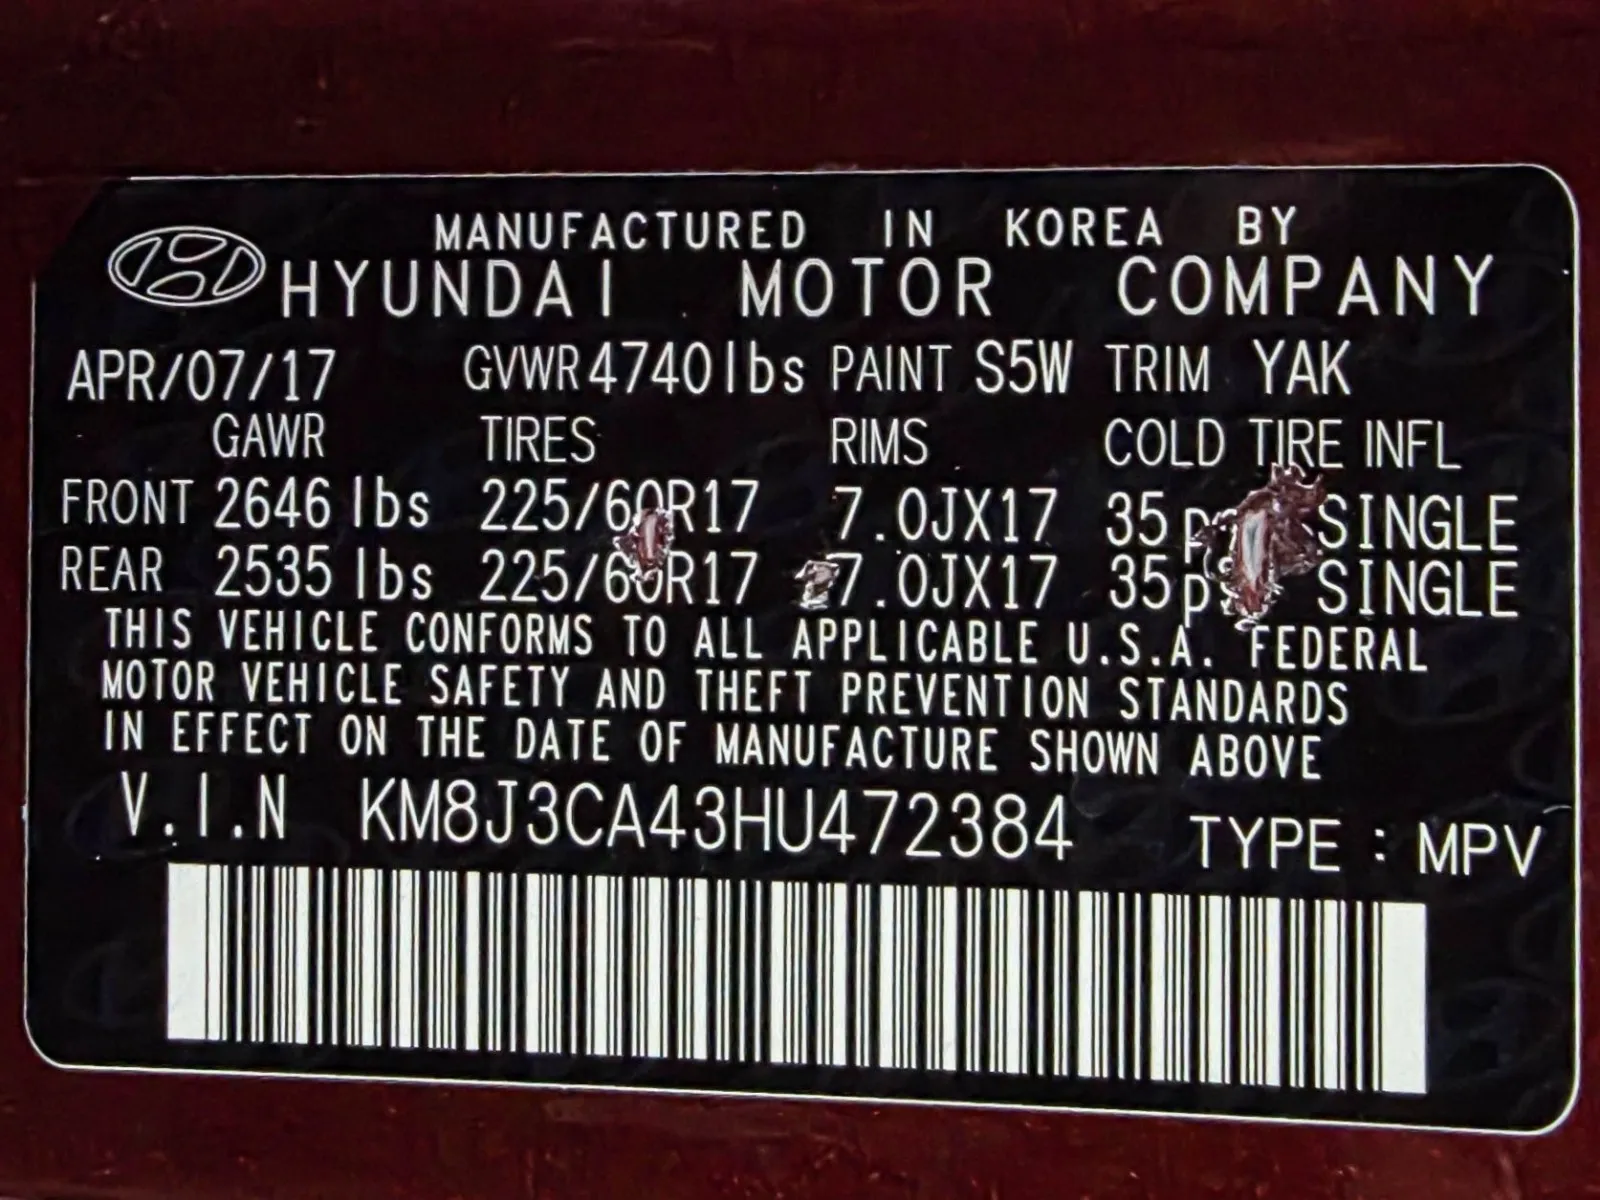 MANUFACTURED IN KOREA BY
HYUNDAI MOTOR COMPANY
APR/07/17 GVWR 4740 lbs PAINT S5W TRIM YAK
GAWR TIRES RIMS COLD TIRE INFL
FRONT 2646 lbs 225/60R17 7.0JX17 35 SINGLE
REAR 2535 lbs 225/60R17 7.0JX17 35 SINGLE
THIS VEHICLE CONFORMS TO ALL APPLICABLE U.S.A. FEDERAL
MOTOR VEHICLE SAFETY AND THEFT PREVENTION STANDARDS
IN EFFECT ON THE DATE OF MANUFACTURE SHOWN ABOVE
V.I.N KM8J3CA43HU472384 TYPE : MPV